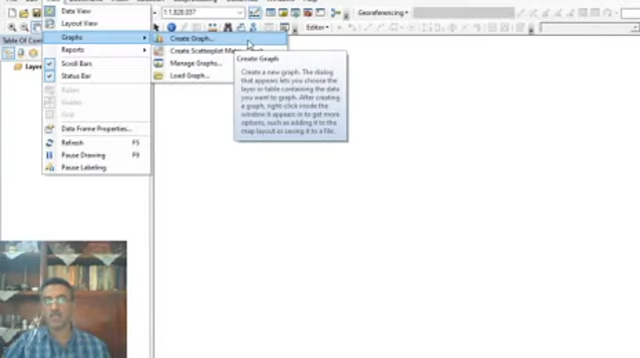 Data View
1:1.828.037
Georeferencing
Layout View
Editor
Graphs
Create Graph...
Table Of Con
Reports
Create Scatterplot
Layer
Scroll Bars
Manage Graphs...
Create Graph
Status Bar
Load Graph...
Create a new graph. The dialog
that appears lets you choose the
layer or table containing the data
you want to graph. After creating
a graph, right-click inside the
window it appears in to get more
options, such as adding it to the
map layout or saving it to a file.
Rulers
Guides
Grid
Data Frame Properties...
Refresh F5
Pause Drawing F9
Pause Labeling